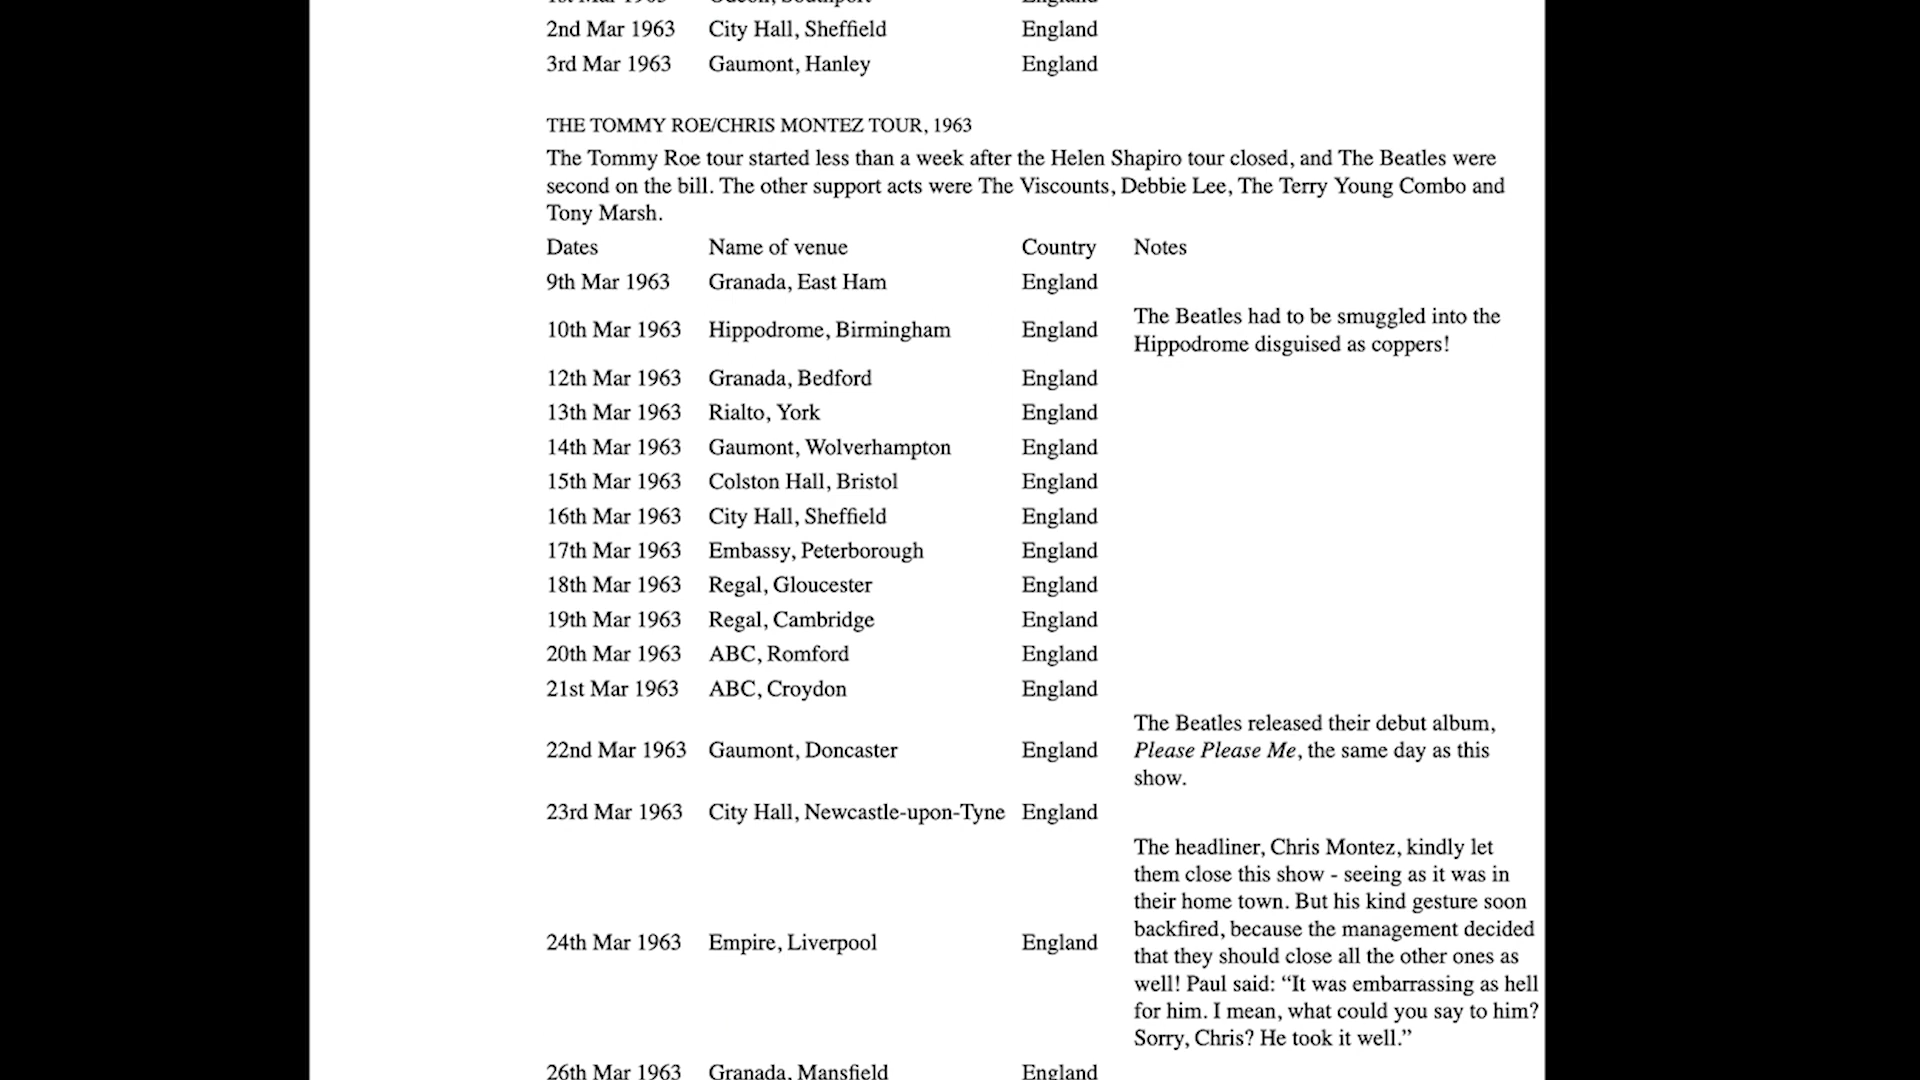 1st Mar 1963 Odeon, Southport England
2nd Mar 1963 City Hall, Sheffield England
3rd Mar 1963 Gaumont, Hanley England
THE TOMMY ROE/CHRIS MONTEZ TOUR, 1963
The Tommy Roe tour started less than a week after the Helen Shapiro tour closed, and The Beatles were
second on the bill. The other support acts were The Viscounts, Debbie Lee, The Terry Young Combo and
Tony Marsh.
Dates Name of venue Country Notes
9th Mar 1963 Granada, East Ham England
10th Mar 1963 Hippodrome, Birmingham England The Beatles had to be smuggled into the
Hippodrome disguised as coppers!
12th Mar 1963 Granada, Bedford England
13th Mar 1963 Rialto, York England
14th Mar 1963 Gaumont, Wolverhampton England
15th Mar 1963 Colston Hall, Bristol England
16th Mar 1963 City Hall, Sheffield England
17th Mar 1963 Embassy, Peterborough England
18th Mar 1963 Regal, Gloucester England
19th Mar 1963 Regal, Cambridge England
20th Mar 1963 ABC, Romford England
21st Mar 1963 ABC, Croydon England
22nd Mar 1963 Gaumont, Doncaster England The Beatles released their debut album,
Please Please Me, the same day as this
show.
23rd Mar 1963 City Hall, Newcastle-upon-Tyne England
24th Mar 1963 Empire, Liverpool England The headliner, Chris Montez, kindly let
them close this show - seeing as it was in
their home town. But his kind gesture soon
backfired, because the management decided
that they should close all the other ones as
well! Paul said: “It was embarrassing as hell
for him. I mean, what could you say to him?
Sorry, Chris? He took it well.”
26th Mar 1963 Granada, Mansfield England